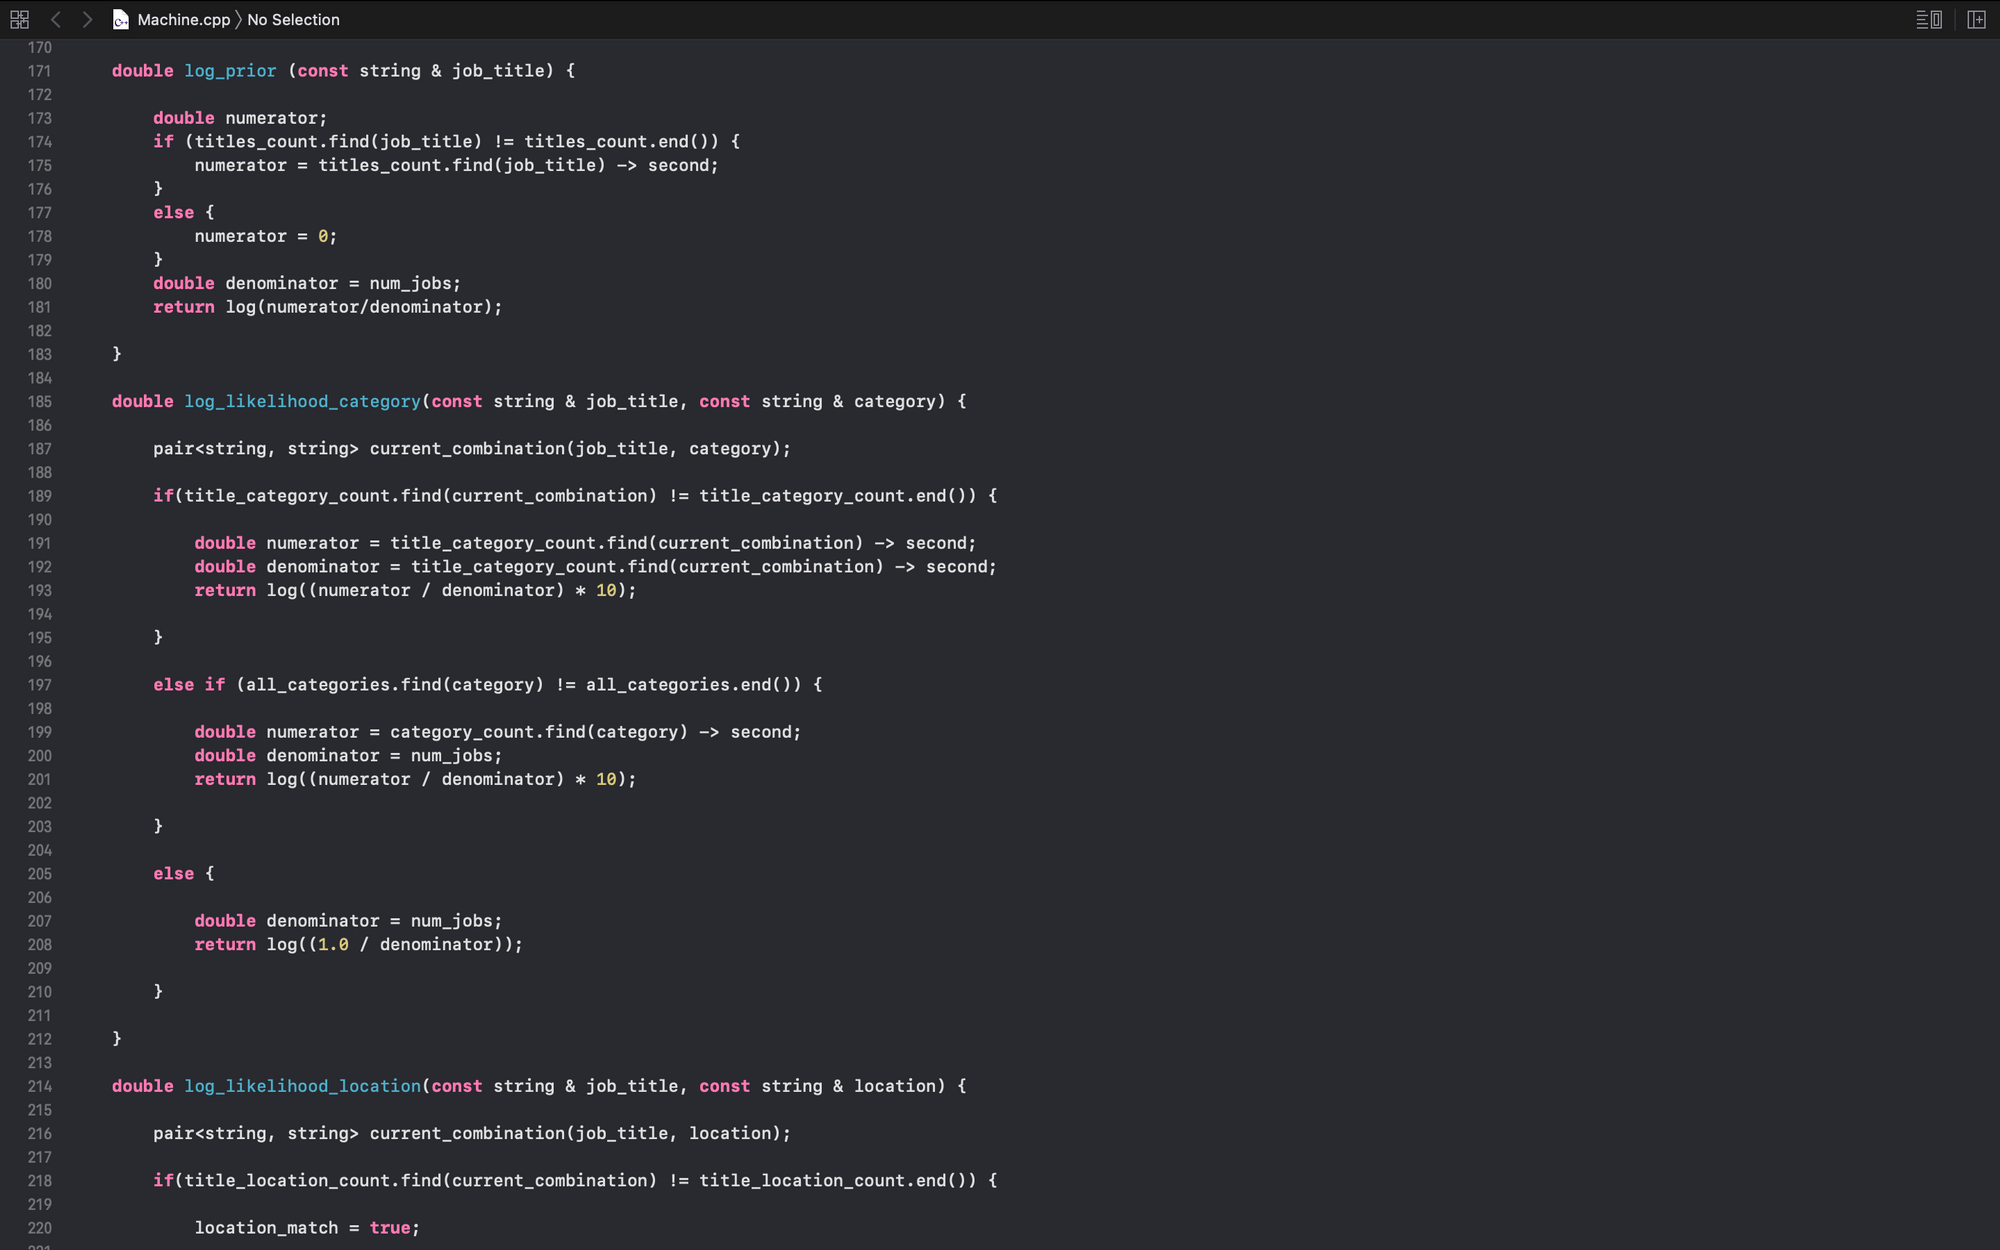 Machine.cpp 〉 No Selection
170
171 double log_prior (const string & job_title) {
172
173 double numerator;
174 if (titles_count.find(job_title) != titles_count.end()) {
175 numerator = titles_count.find(job_title) -> second;
176 }
177 else {
178 numerator = 0;
179 }
180 double denominator = num_jobs;
181 return log(numerator/denominator);
182
183 }
184
185 double log_likelihood_category(const string & job_title, const string & category) {
186
187 pair<string, string> current_combination(job_title, category);
188
189 if(title_category_count.find(current_combination) != title_category_count.end()) {
190
191 double numerator = title_category_count.find(current_combination) -> second;
192 double denominator = title_category_count.find(current_combination) -> second;
193 return log((numerator / denominator) * 10);
194
195 }
196
197 else if (all_categories.find(category) != all_categories.end()) {
198
199 double numerator = category_count.find(category) -> second;
200 double denominator = num_jobs;
201 return log((numerator / denominator) * 10);
202
203 }
204
205 else {
206
207 double denominator = num_jobs;
208 return log((1.0 / denominator));
209
210 }
211
212 }
213
214 double log_likelihood_location(const string & job_title, const string & location) {
215
216 pair<string, string> current_combination(job_title, location);
217
218 if(title_location_count.find(current_combination) != title_location_count.end()) {
219
220 location_match = true;